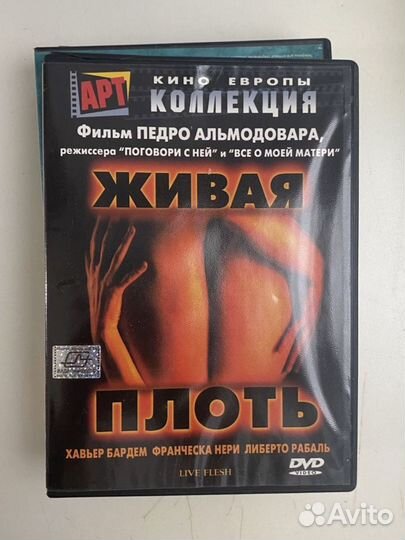 АРТ
КИНО ЕВРОПЫ
КОЛЛЕКЦИЯ
Фильм ПЕДРО АЛЬМОДОВАРА,
режиссера "ПОГОВОРИ С НЕЙ" и "ВСЕ О МОЕЙ МАТЕРИ"
ЖИВАЯ
ПЛОТЬ
ХАВЬЕР БАРДЕМ ФРАНЧЕСКА НЕРИ ЛИБЕРТО РАБАЛЬ
LIVE FLESH
DVD
VIDEO
Avito